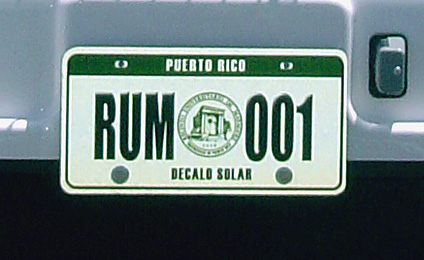 PUERTO RICO
RUM 001
DECALO SOLAR